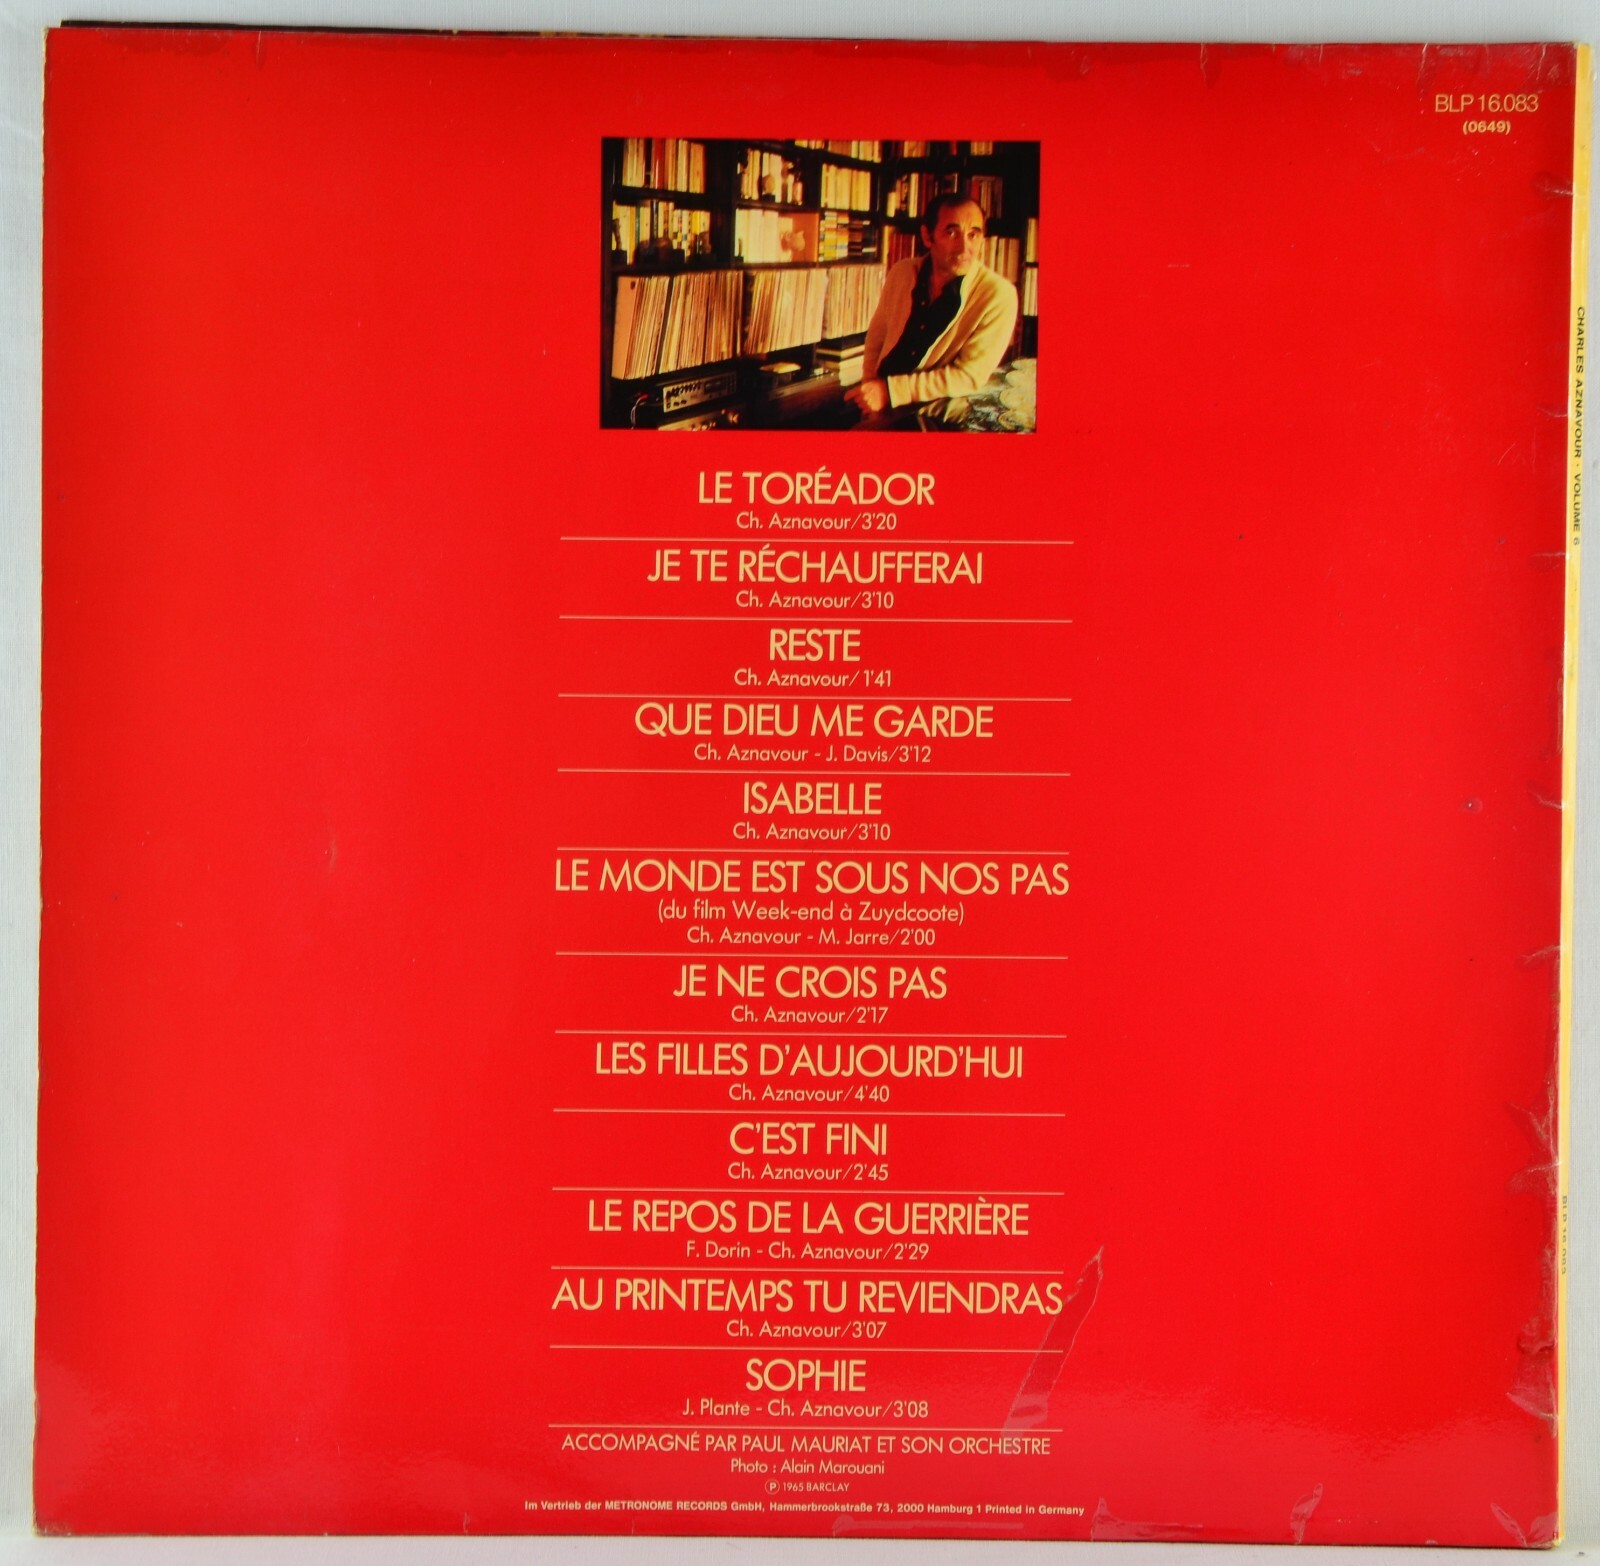 BLP 16.083
(0649)
LE TORÉADOR
Ch. Aznavour/3'20
JE TE RÉCHAUFFERAI
Ch. Aznavour/3'10
RESTE
Ch. Aznavour/1'41
QUE DIEU ME GARDE
Ch. Aznavour - J. Davis/3'12
ISABELLE
Ch. Aznavour/3'10
LE MONDE EST SOUS NOS PAS
(du film Week-end à Zuydcoote)
Ch. Aznavour - M. Jarre/2'00
JE NE CROIS PAS
Ch. Aznavour/2'17
LES FILLES D'AUJOURD'HUI
Ch. Aznavour/4'40
C'EST FINI
Ch. Aznavour/2'45
LE REPOS DE LA GUERRIÈRE
F. Dorin - Ch. Aznavour/2'29
AU PRINTEMPS TU REVIENDRAS
Ch. Aznavour/3'07
SOPHIE
J. Plante - Ch. Aznavour/3'08
ACCOMPAGNÉ PAR PAUL MAURIAT ET SON ORCHESTRE
Photo : Alain Marouani
Ⓟ 1965 BARCLAY
Im Vertrieb der METRONOME RECORDS GmbH, Hammerbrookstraße 73, 2000 Hamburg 1 Printed in Germany
CHARLES AZNAVOUR · VOLUME 6